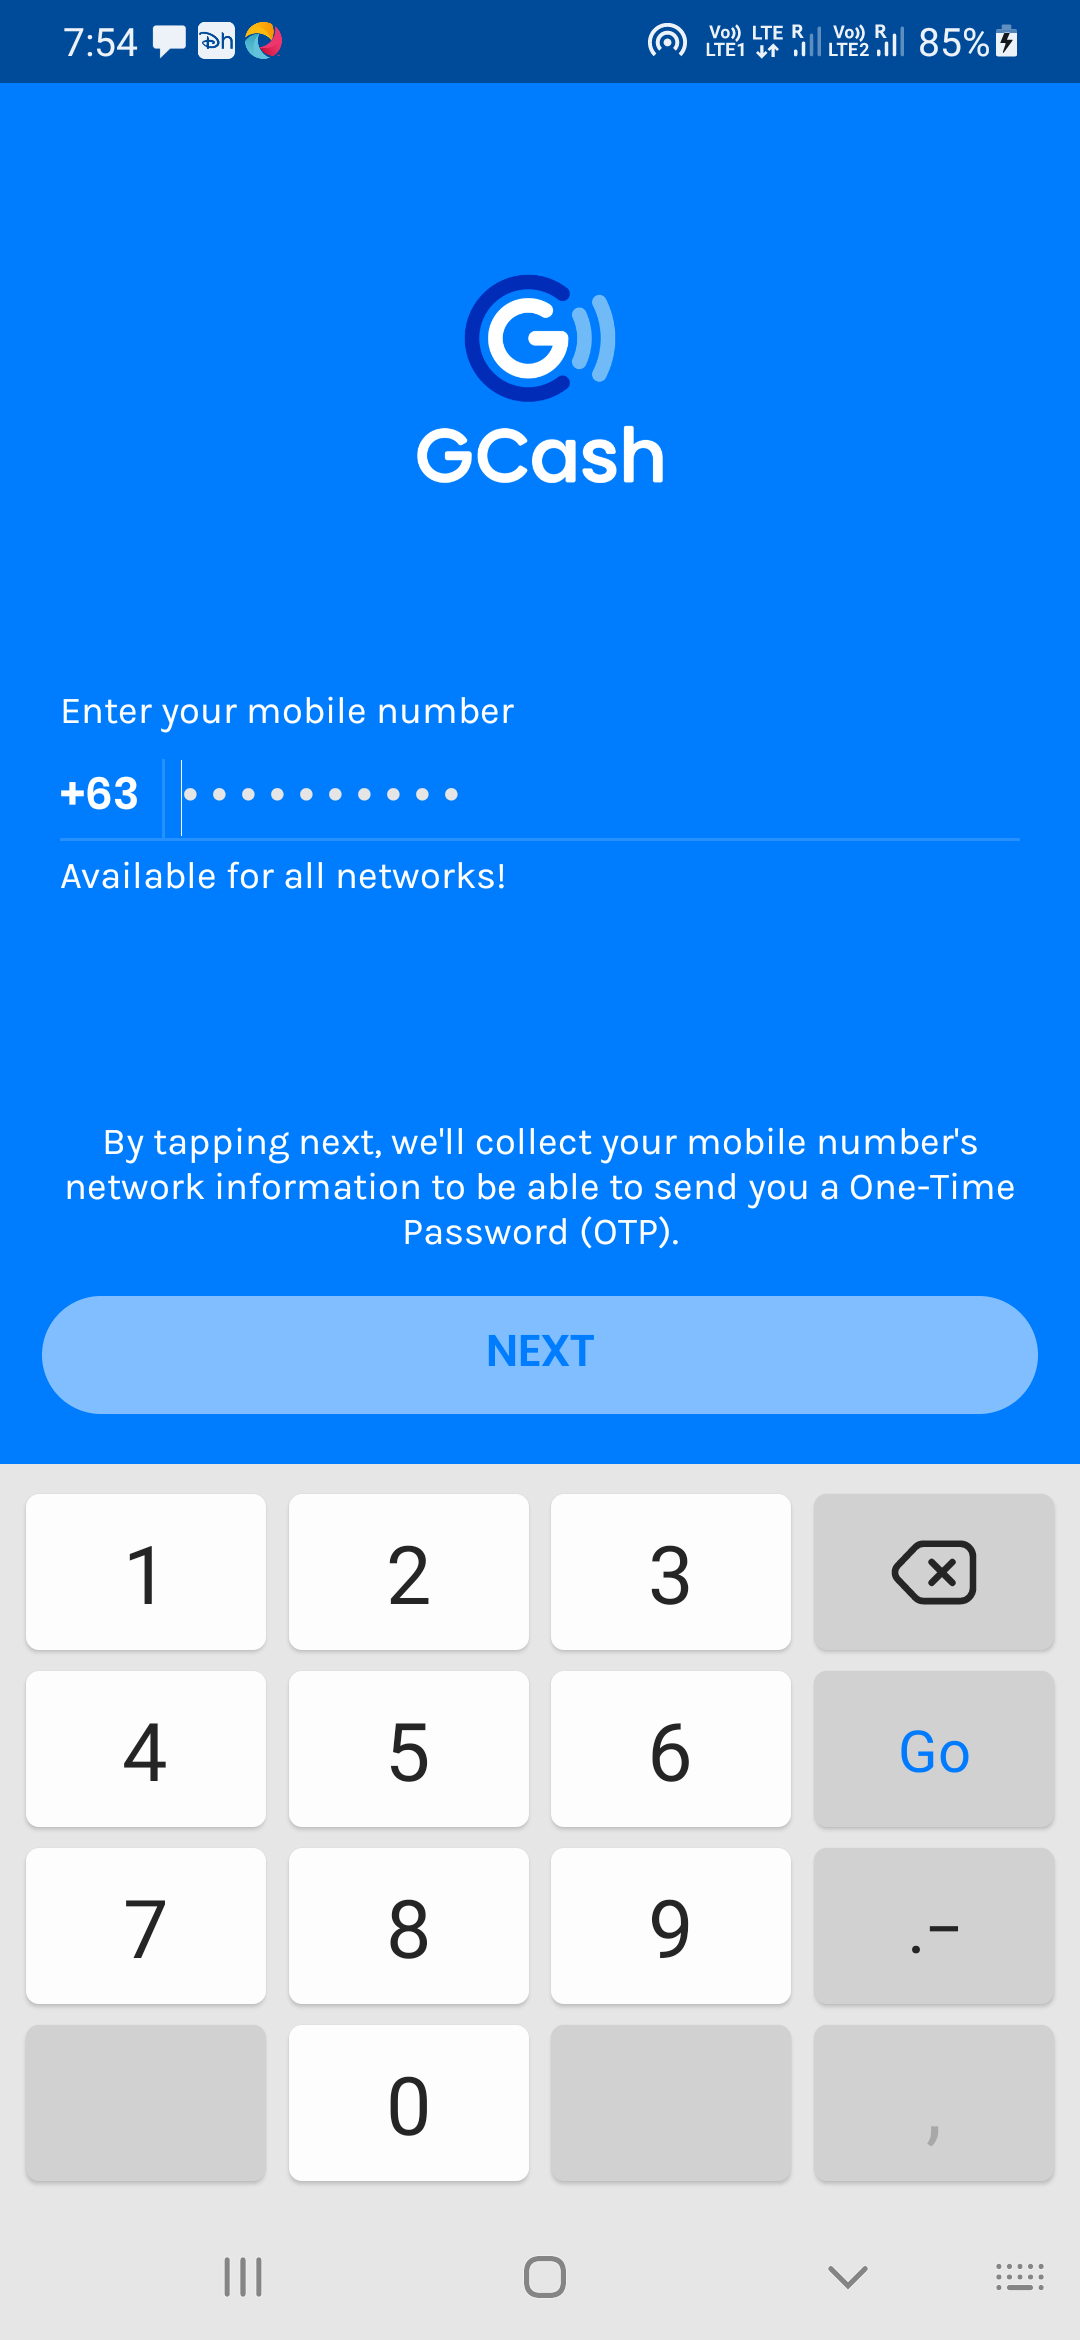 7:54 Dh Vo)) LTE1 LTE R Vo)) LTE2 R 85%
G
GCash
Enter your mobile number
+63
Available for all networks!
By tapping next, we'll collect your mobile number's
network information to be able to send you a One-Time
Password (OTP).
NEXT
1 2 3
4 5 6 Go
7 8 9 .-
0 ,